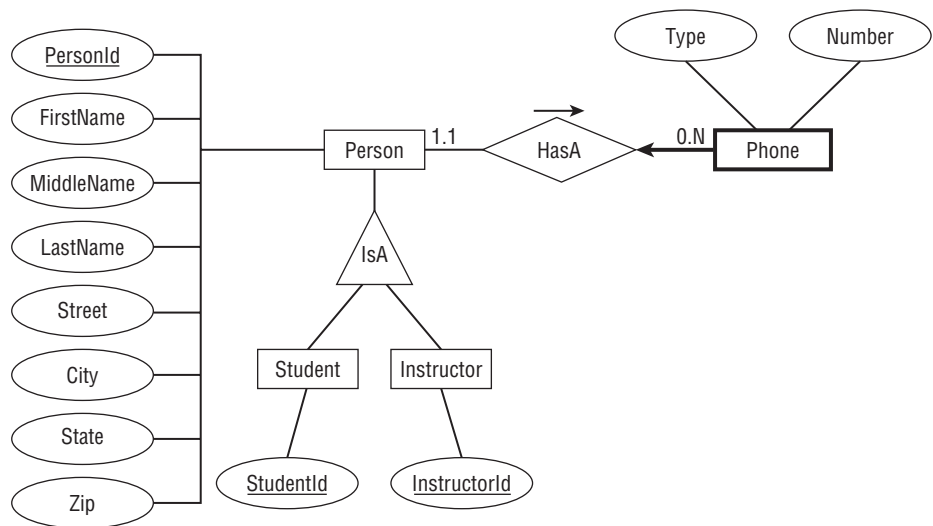 Type
Number
PersonId
FirstName
Person
1.1
HasA
0.N
Phone
MiddleName
LastName
IsA
Street
City
Student
Instructor
State
StudentId
InstructorId
Zip